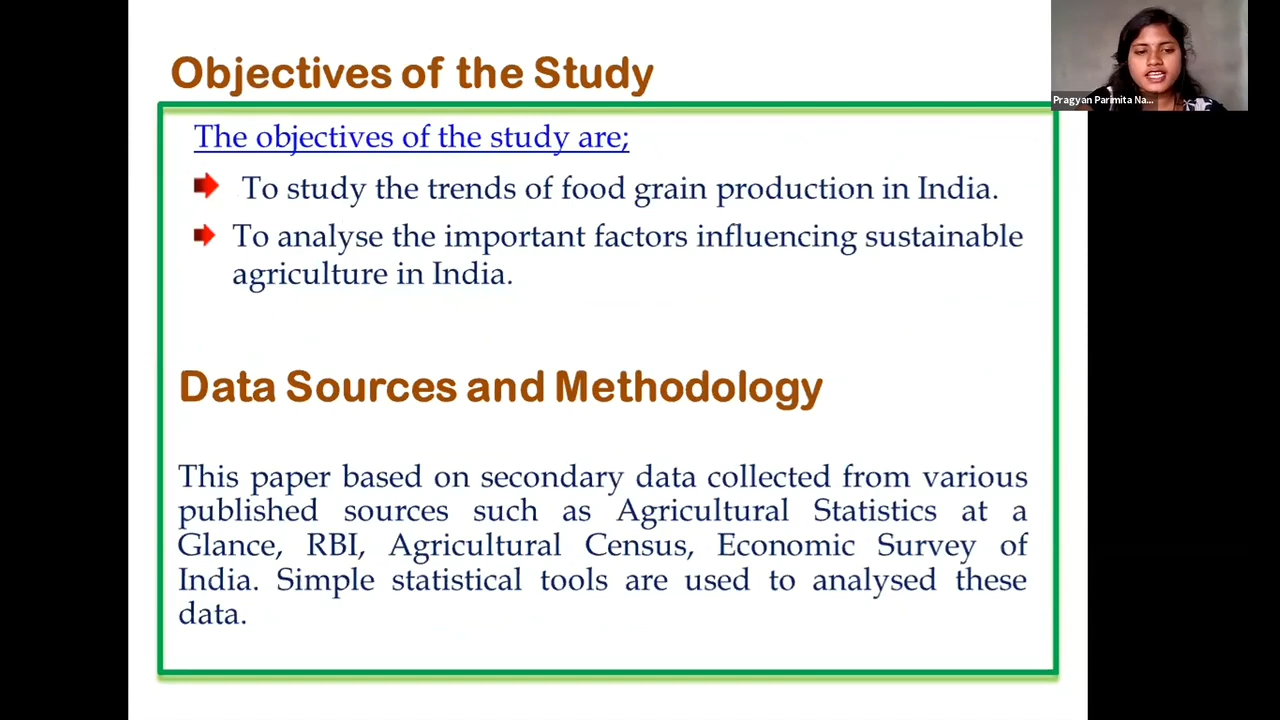 Objectives of the Study
Pragyan Parimita Na...
The objectives of the study are;
To study the trends of food grain production in India.
To analyse the important factors influencing sustainable
agriculture in India.
Data Sources and Methodology
This paper based on secondary data collected from various
published sources such as Agricultural Statistics at a
Glance, RBI, Agricultural Census, Economic Survey of
India. Simple statistical tools are used to analysed these
data.